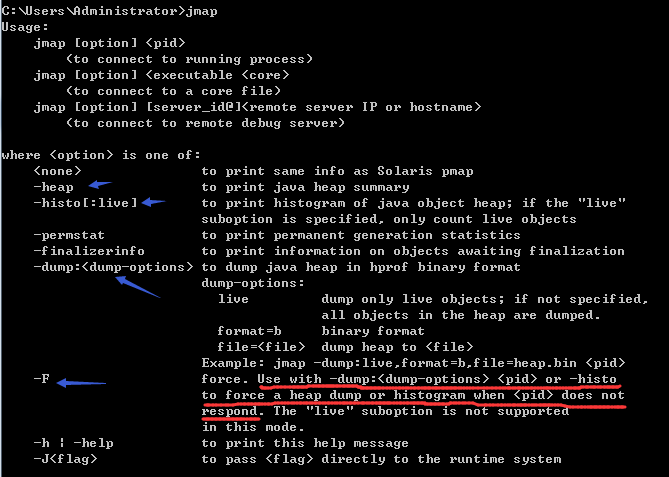 C:\Users\Administrator>jmap
Usage:
jmap [option] <pid>
(to connect to running process)
jmap [option] <executable <core>
(to connect to a core file)
jmap [option] [server_id@]<remote server IP or hostname>
(to connect to remote debug server)
where <option> is one of:
<none> to print same info as Solaris pmap
-heap to print java heap summary
-histo[:live] to print histogram of java object heap; if the "live"
suboption is specified, only count live objects
-permstat to print permanent generation statistics
-finalizerinfo to print information on objects awaiting finalization
-dump:<dump-options> to dump java heap in hprof binary format
dump-options:
live dump only live objects; if not specified,
all objects in the heap are dumped.
format=b binary format
file=<file> dump heap to <file>
Example: jmap -dump:live,format=b,file=heap.bin <pid>
-F force. Use with -dump:<dump-options> <pid> or -histo
to force a heap dump or histogram when <pid> does not
respond. The "live" suboption is not supported
in this mode.
-h | -help to print this help message
-J<flag> to pass <flag> directly to the runtime system